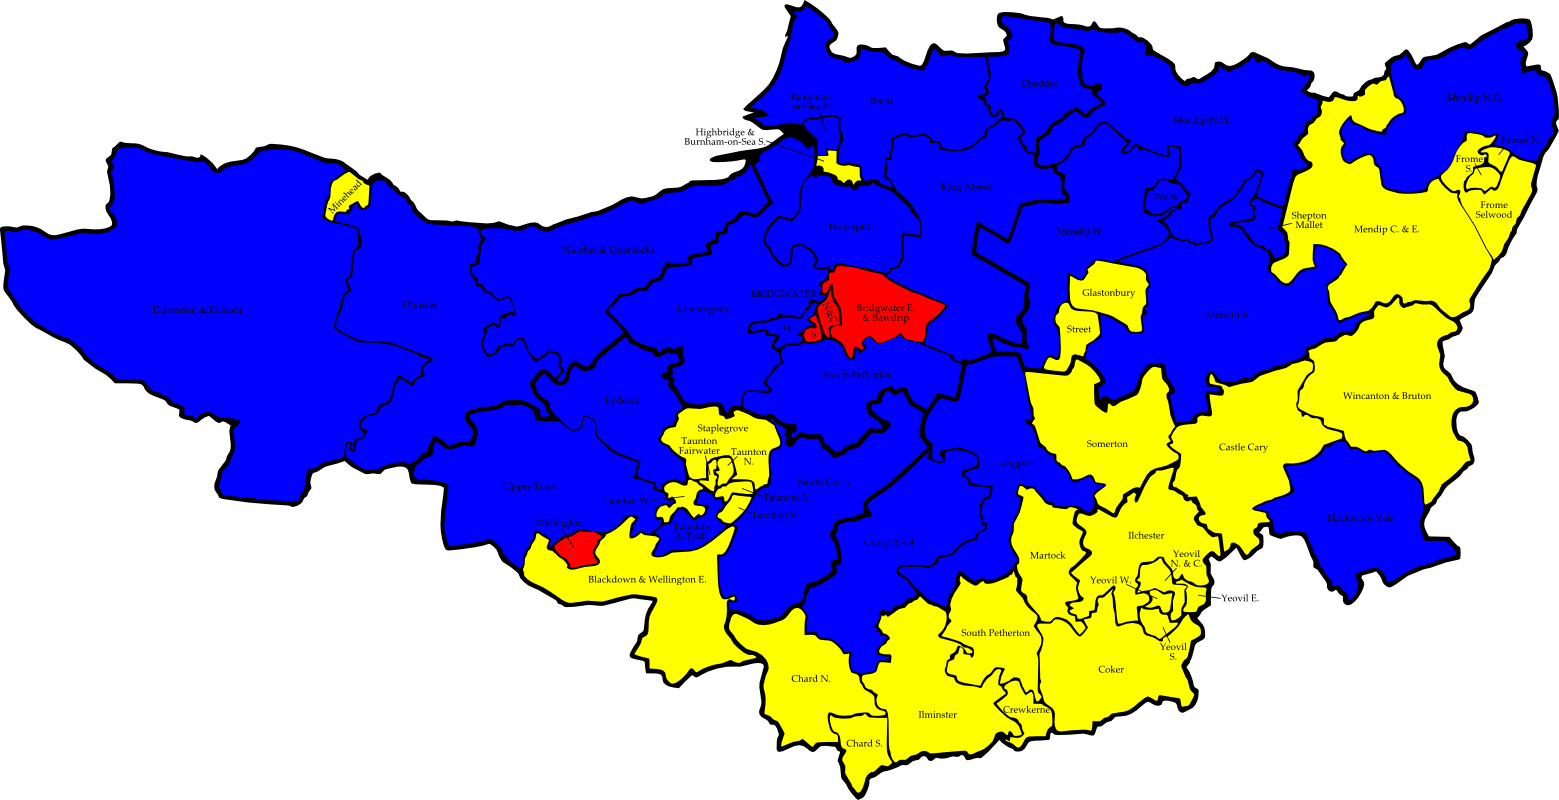 Burnham-
on-Sea N.
Brent
Cheddar
Mendip N.W.
Mendip N.E.
Highbridge &
Burnham-on-Sea S.
Frome N.
Frome
S.
Frome
Selwood
Minehead
King Alfred
Wells
Shepton
Mallet
Mendip C. & E.
Huntspill
Mendip W.
Watchet & Quantocks
Dulverton & Exmoor
Dunster
Cannington
BRIDGWATER
N&C
W.
S.
Bridgwater E.
& Bawdrip
Glastonbury
Street
Mendip S.
North Petherton
Lydeard
Wincanton & Bruton
Staplegrove
Taunton
Fairwater
Taunton
N.
Somerton
Castle Cary
Langport
Upper Tone
North Curry
Taunton W.
Taunton E.
Taunton S.
Taunton
& Trull
Wellington
Blackmoor Vale
Curry Rivel
Ilchester
Martock
Yeovil
N. & C.
Yeovil W.
Yeovil E.
Blackdown & Wellington E.
South Petherton
Yeovil
S.
Coker
Chard N.
Ilminster
Crewkerne
Chard S.